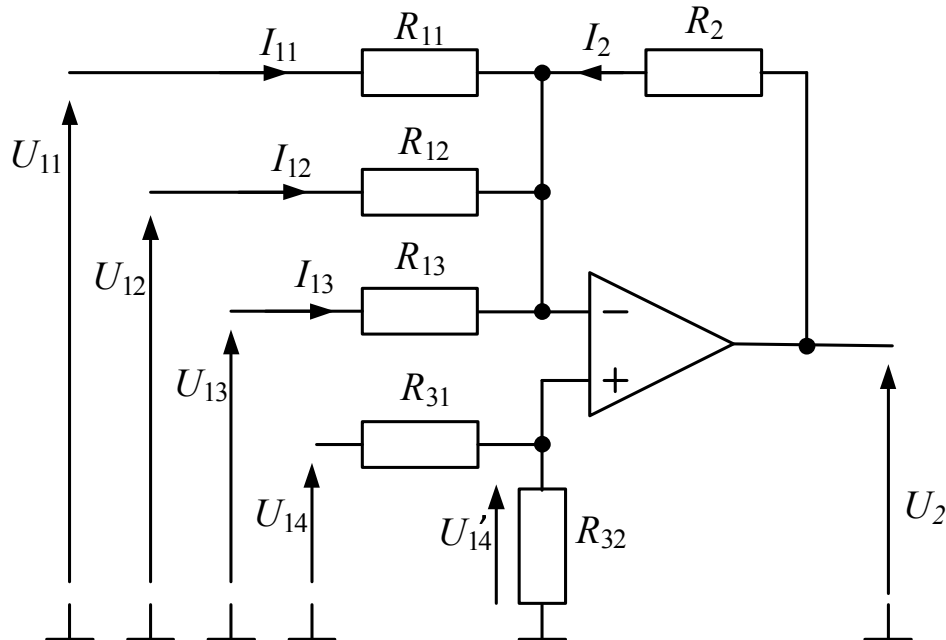 R11
R2
I11
I2
U11
R12
I12
U12
R13
I13
−
U13
+
R31
U14
U14′
R32
U2